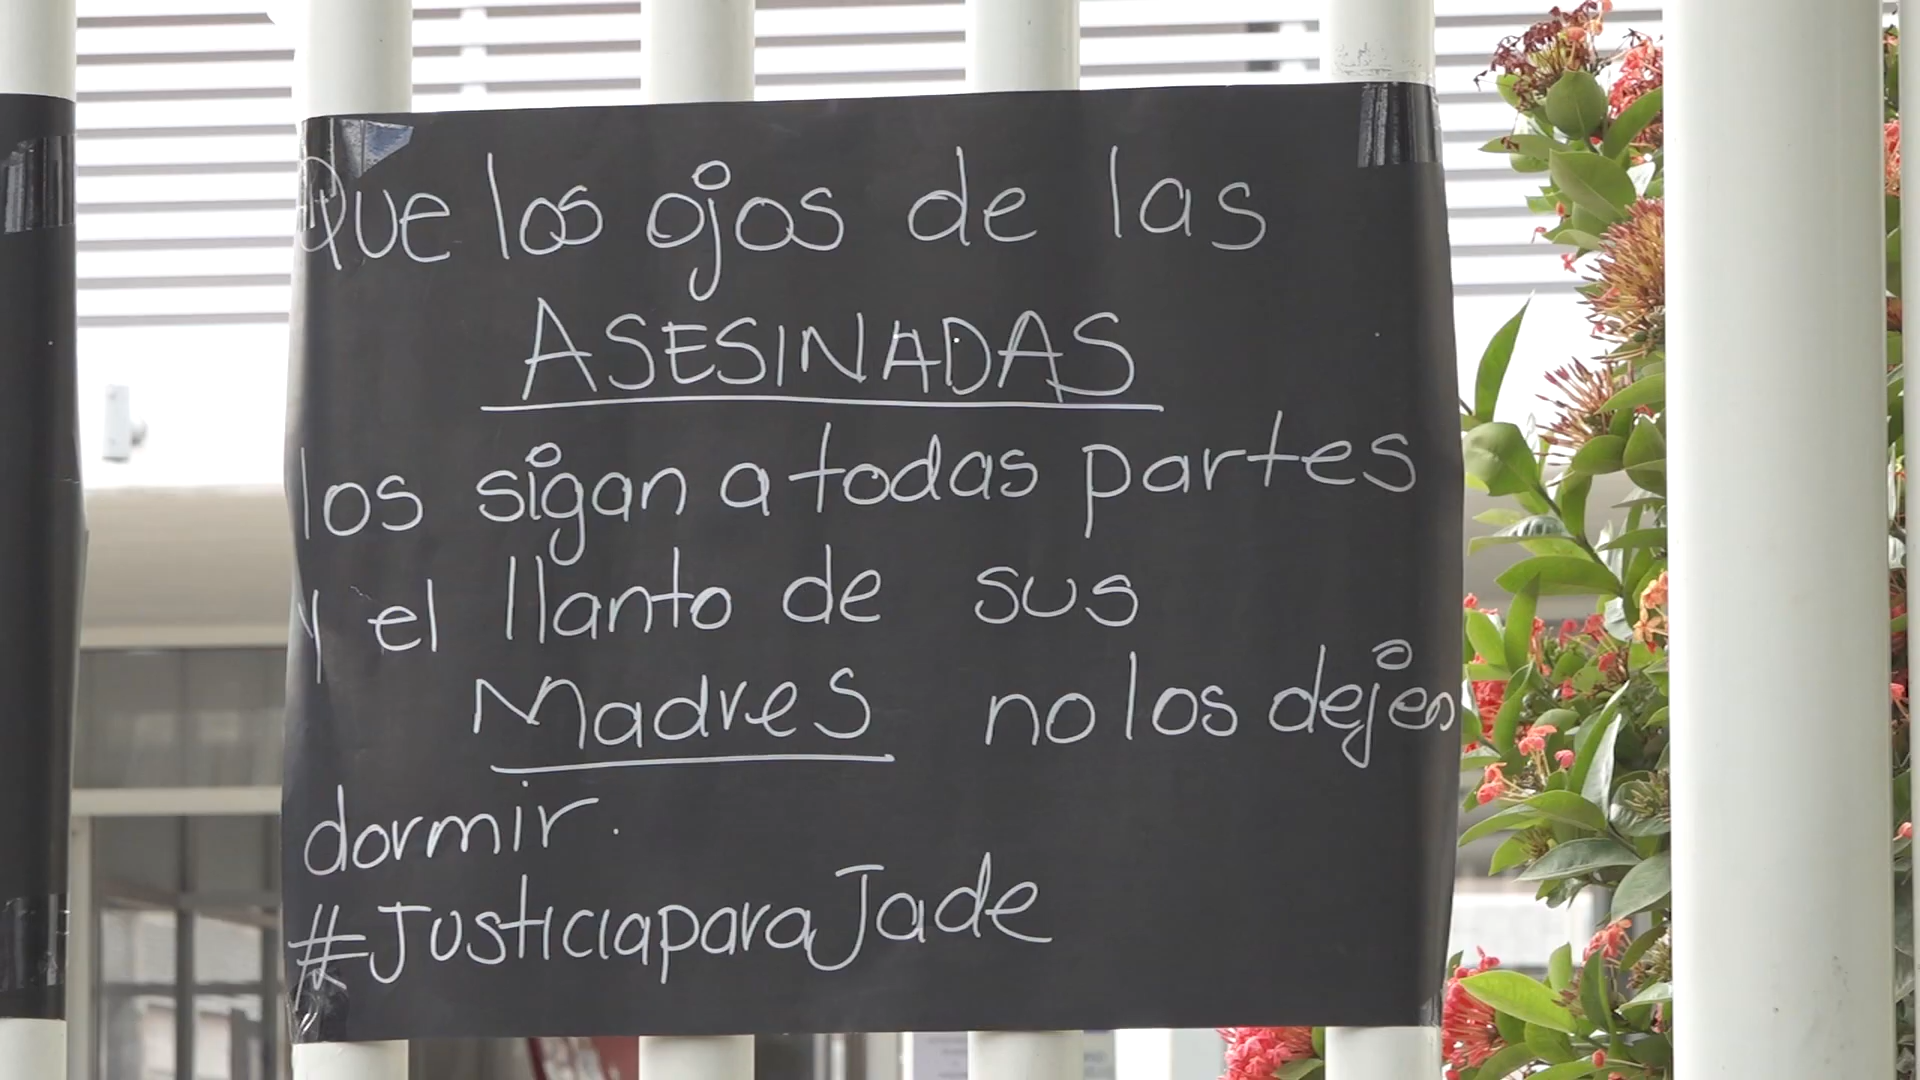 Que los ojos de las
ASESINADAS
los sigan a todas partes
y el llanto de sus
Madres no los dejen
dormir.
#JusticiaparaJade